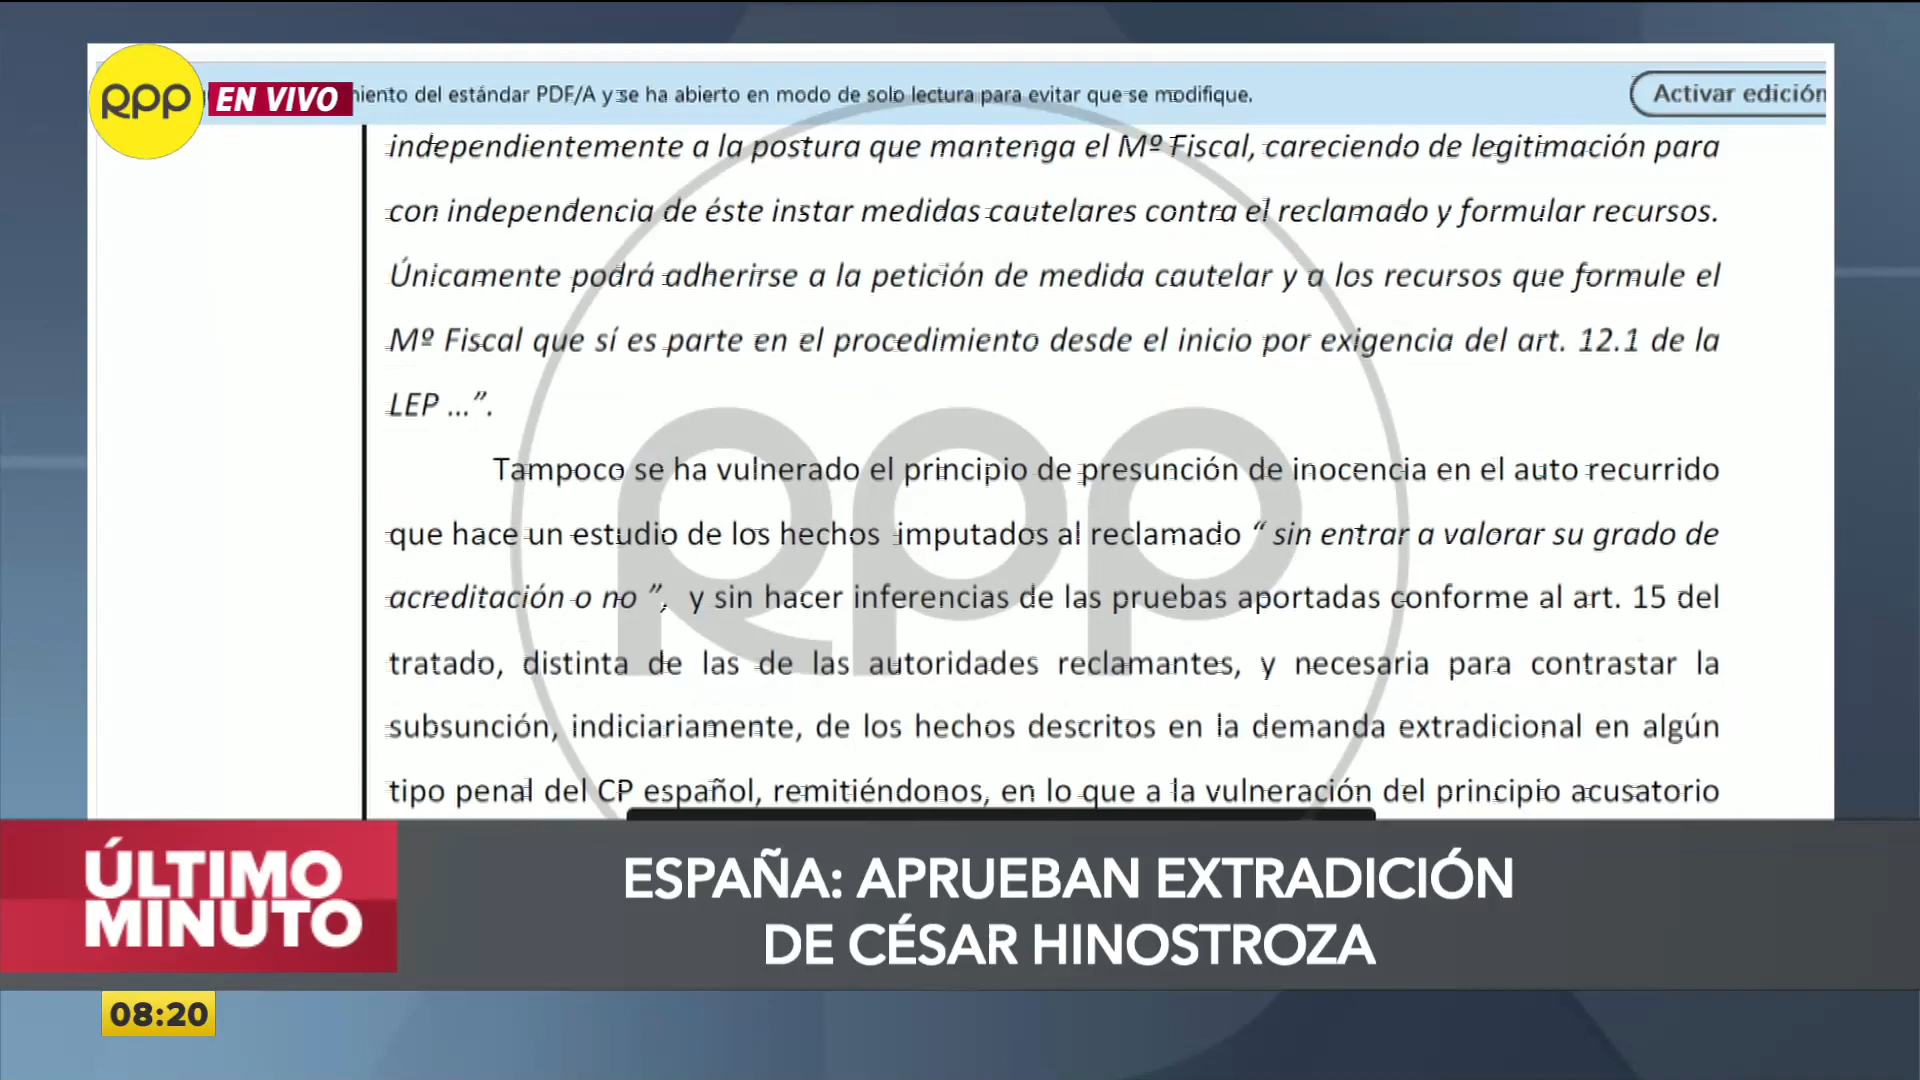 rpp
EN VIVO
miento del estándar PDF/A y se ha abierto en modo de solo lectura para evitar que se modifique.
Activar edición
independientemente a la postura que mantenga el Mº Fiscal, careciendo de legitimación para
con independencia de éste instar medidas cautelares contra el reclamado y formular recursos.
Únicamente podrá adherirse a la petición de medida cautelar y a los recursos que formule el
Mº Fiscal que sí es parte en el procedimiento desde el inicio por exigencia del art. 12.1 de la
LEP ...”.
Tampoco se ha vulnerado el principio de presunción de inocencia en el auto recurrido
que hace un estudio de los hechos imputados al reclamado “ sin entrar a valorar su grado de
acreditación o no ”, y sin hacer inferencias de las pruebas aportadas conforme al art. 15 del
tratado, distinta de las de las autoridades reclamantes, y necesaria para contrastar la
subsunción, indiciariamente, de los hechos descritos en la demanda extradicional en algún
tipo penal del CP español, remitiéndonos, en lo que a la vulneración del principio acusatorio
rpp
ÚLTIMO
MINUTO
ESPAÑA: APRUEBAN EXTRADICIÓN
DE CÉSAR HINOSTROZA
08:20